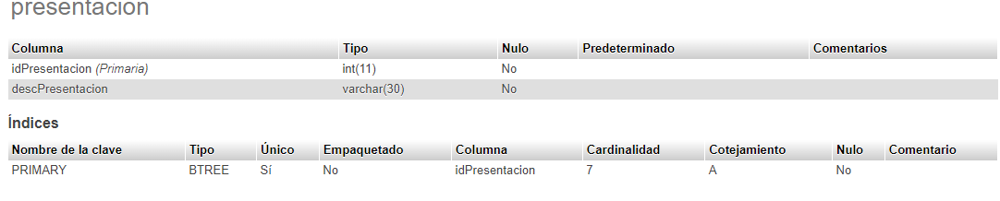 presentacion
Columna Tipo Nulo Predeterminado Comentarios
idPresentacion (Primaria) int(11) No
descPresentacion varchar(30) No
Índices
Nombre de la clave Tipo Único Empaquetado Columna Cardinalidad Cotejamiento Nulo Comentario
PRIMARY BTREE Sí No idPresentacion 7 A No